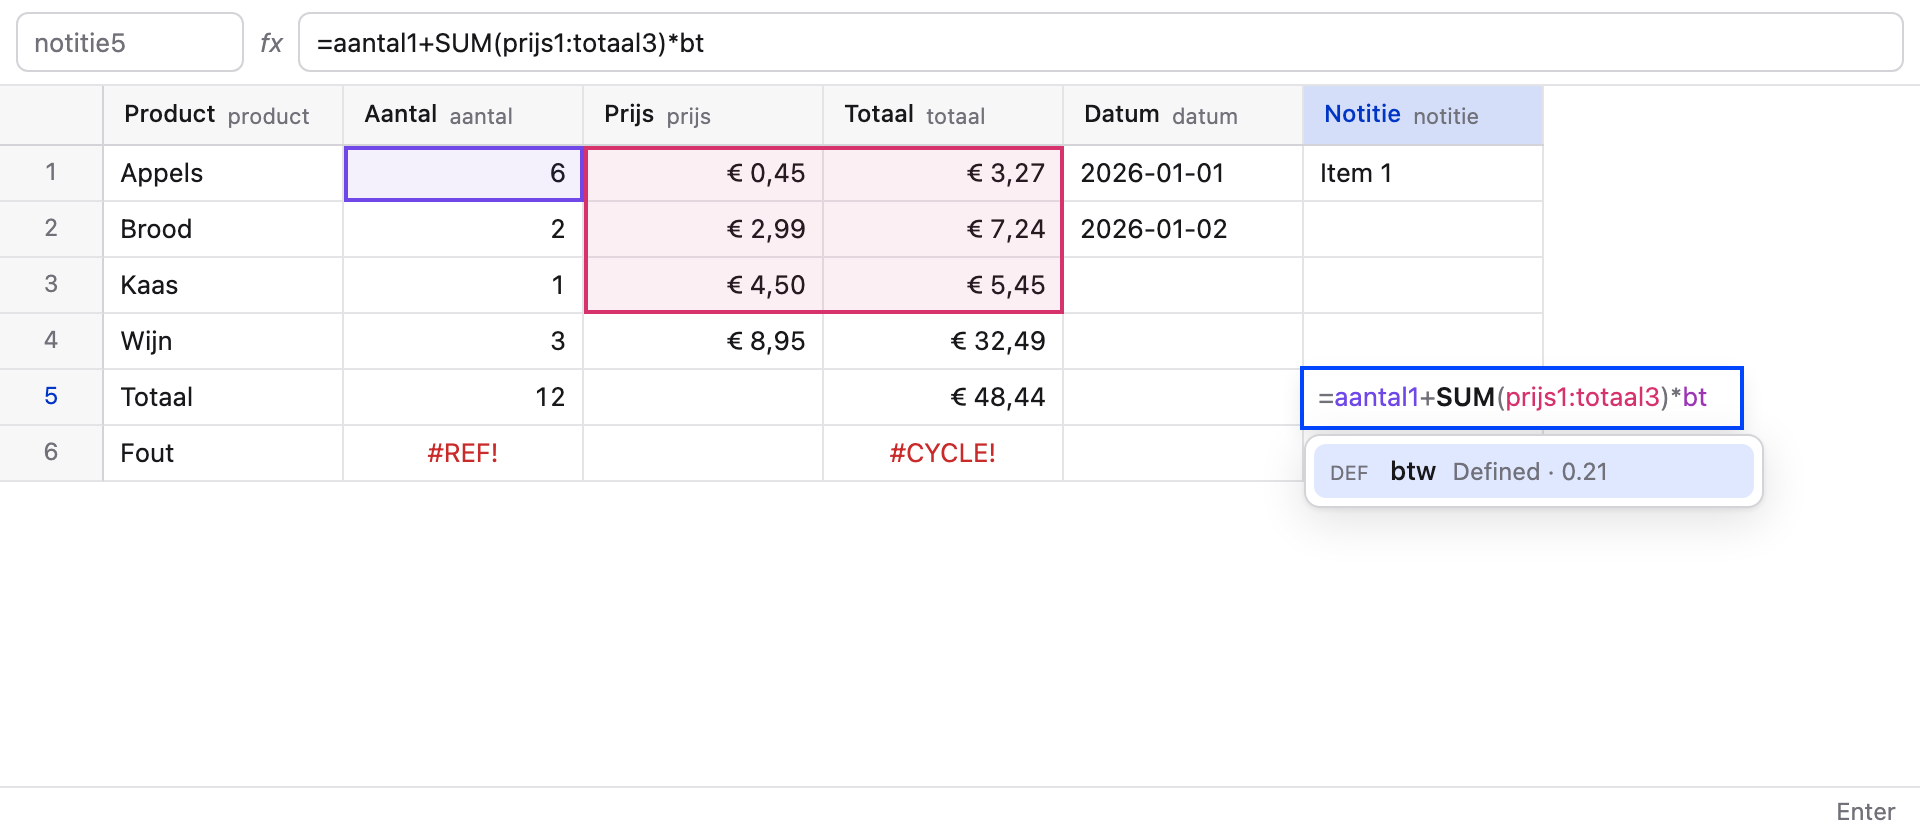 notitie5 fx =aantal1+SUM(prijs1:totaal3)*bt
Product product Aantal aantal Prijs prijs Totaal totaal Datum datum Notitie notitie
1 Appels 6 € 0,45 € 3,27 2026-01-01 Item 1
2 Brood 2 € 2,99 € 7,24 2026-01-02
3 Kaas 1 € 4,50 € 5,45
4 Wijn 3 € 8,95 € 32,49
5 Totaal 12 € 48,44 =aantal1+SUM(prijs1:totaal3)*bt
6 Fout #REF! #CYCLE!
DEF btw Defined · 0.21
Enter